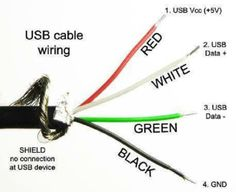 1. USB Vcc (+5V)
USB cable
wiring
RED
2. USB
Data +
WHITE
3. USB
Data -
GREEN
SHIELD
no connection
at USB device
BLACK
4. GND